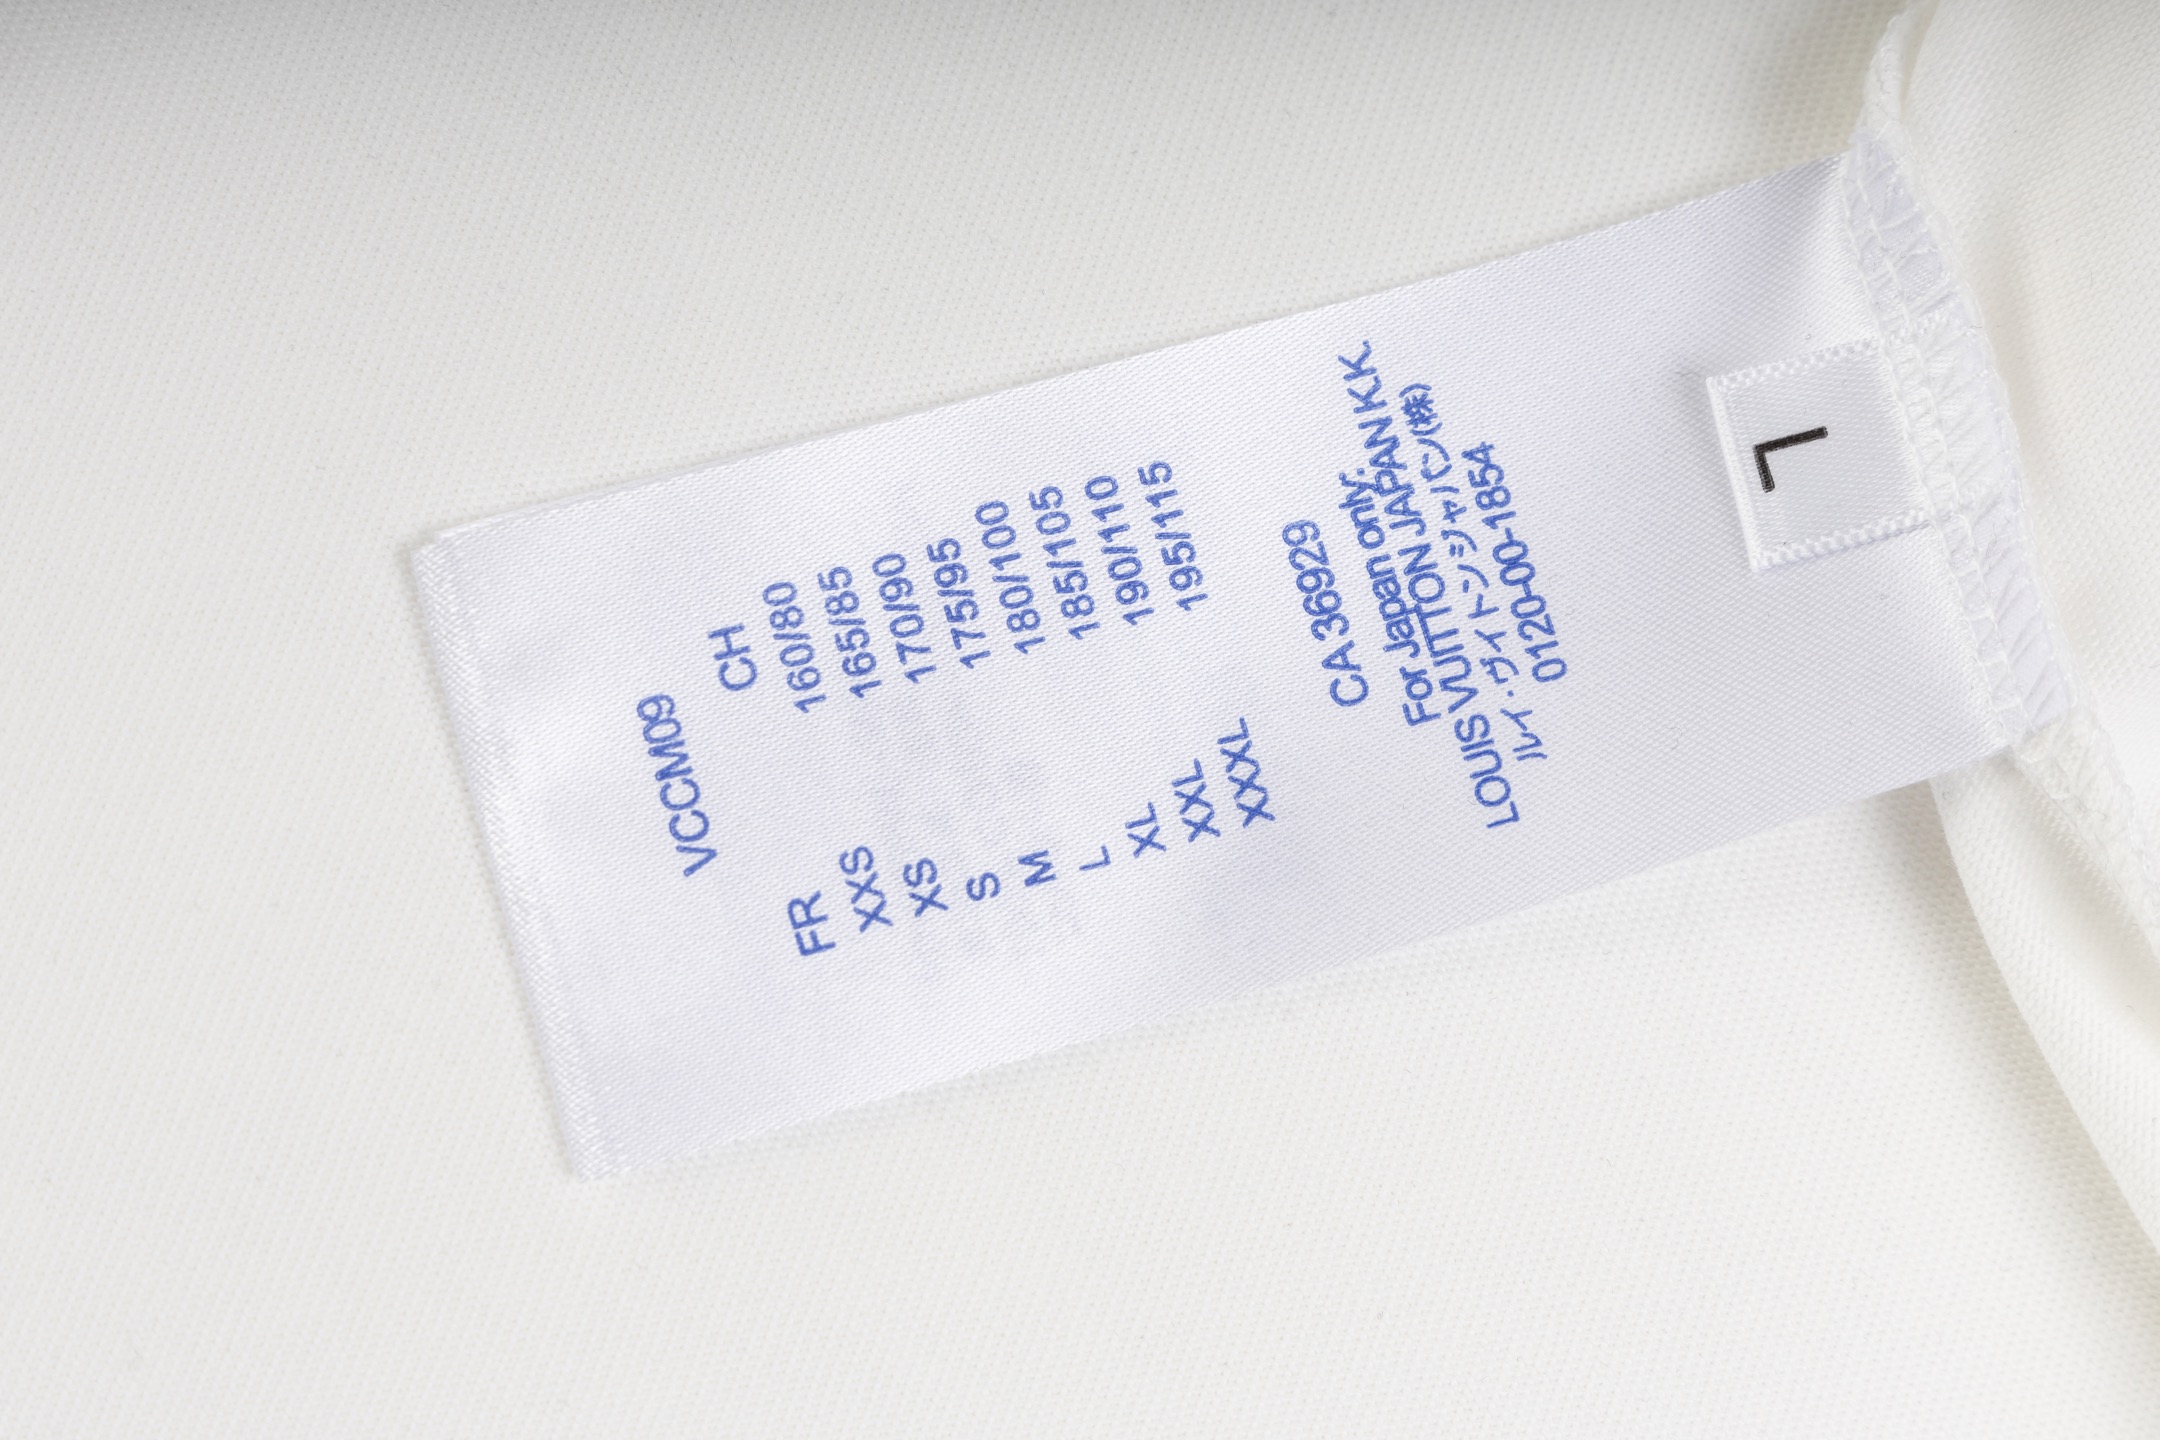 VCCM09
FR CH
XXS 160/80
XS 165/85
S 170/90
M 175/95
L 180/100
XL 185/105
XXL 190/110
XXXL 195/115
CA 36929
For Japan only.
LOUIS VUITTON JAPAN K.K.
ルイ・ヴィトンジャパン(株)
0120-00-1854
L